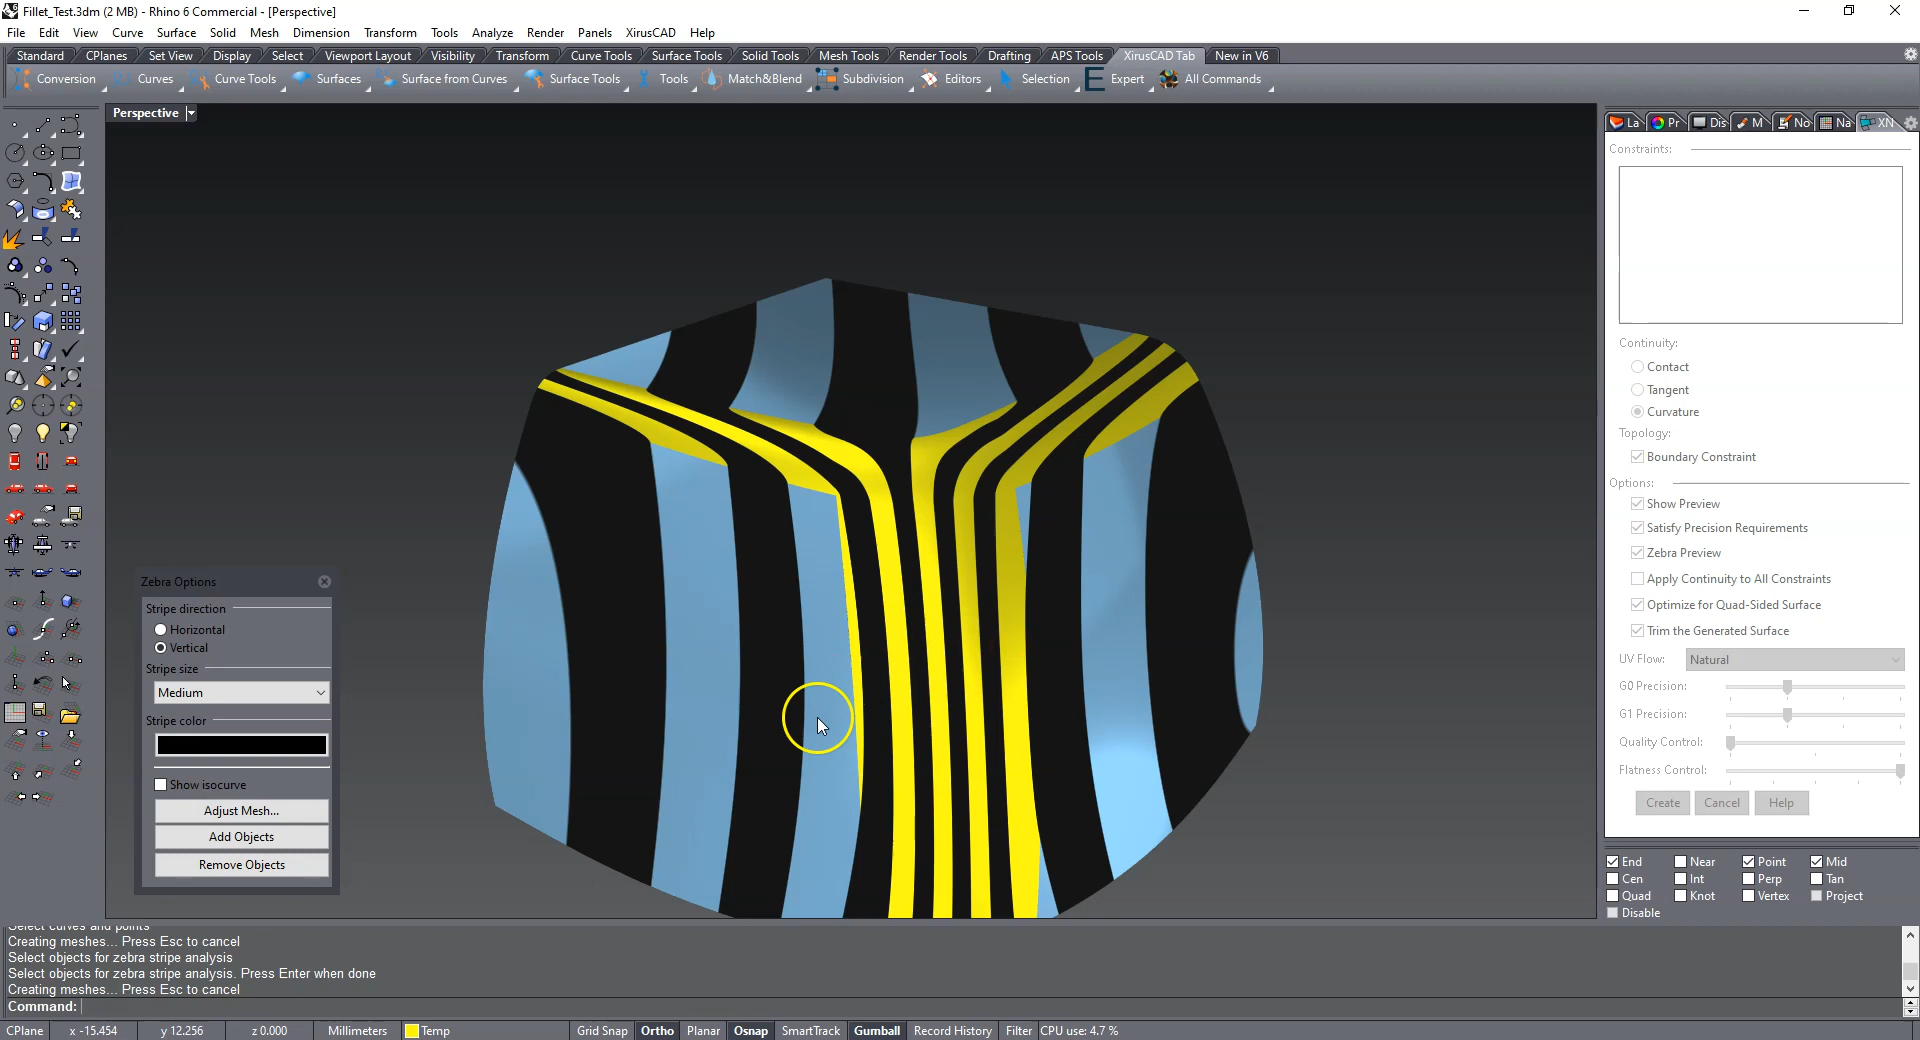 Fillet_Test.3dm (2 MB) - Rhino 6 Commercial - [Perspective]
File Edit View Curve Surface Solid Mesh Dimension Transform Tools Analyze Render Panels XirusCAD Help
Standard CPlanes Set View Display Select Viewport Layout Visibility Transform Curve Tools Surface Tools Solid Tools Mesh Tools Render Tools Drafting APS Tools XirusCAD Tab New in V6
Conversion Curves Curve Tools Surfaces Surface from Curves Surface Tools Tools Match&Blend Subdivision Editors Selection Expert All Commands
Perspective
La Pr Dis M No Na XN
Constraints:
Continuity:
Contact
Tangent
Curvature
Topology:
Boundary Constraint
Options:
Show Preview
Satisfy Precision Requirements
Zebra Preview
Apply Continuity to All Constraints
Optimize for Quad-Sided Surface
Trim the Generated Surface
UV Flow: Natural
G0 Precision:
G1 Precision:
Quality Control:
Flatness Control:
Create Cancel Help
Zebra Options
Stripe direction
Horizontal
Vertical
Stripe size
Medium
Stripe color
Show isocurve
Adjust Mesh...
Add Objects
Remove Objects
End Near Point Mid
Cen Int Perp Tan
Quad Knot Vertex Project
Disable
Select curves and points
Creating meshes... Press Esc to cancel
Select objects for zebra stripe analysis
Select objects for zebra stripe analysis. Press Enter when done
Creating meshes... Press Esc to cancel
Command:
CPlane x -15.454 y 12.256 z 0.000 Millimeters Temp Grid Snap Ortho Planar Osnap SmartTrack Gumball Record History Filter CPU use: 4.7 %